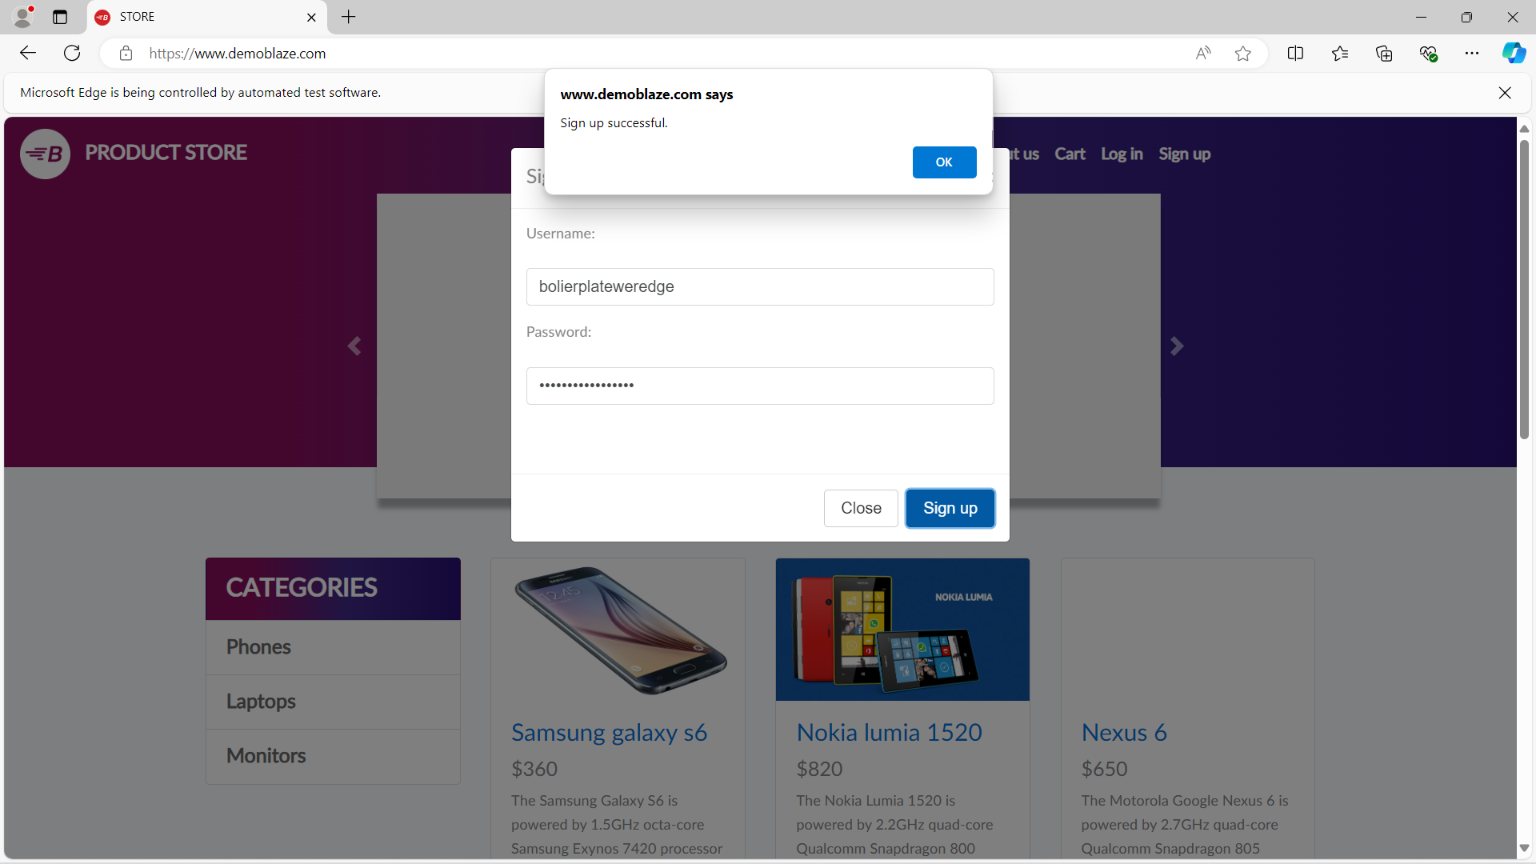 STORE
https://www.demoblaze.com
Microsoft Edge is being controlled by automated test software.
www.demoblaze.com says
Sign up successful.
OK
B PRODUCT STORE
ut us Cart Log in Sign up
Username:
bolierplateweredge
Password:
•••••••••••••••••
Close Sign up
CATEGORIES
Phones
Laptops
Monitors
NOKIA LUMIA
Samsung galaxy s6
$360
The Samsung Galaxy S6 is
powered by 1.5GHz octa-core
Samsung Exynos 7420 processor
Nokia lumia 1520
$820
The Nokia Lumia 1520 is
powered by 2.2GHz quad-core
Qualcomm Snapdragon 800
Nexus 6
$650
The Motorola Google Nexus 6 is
powered by 2.7GHz quad-core
Qualcomm Snapdragon 805